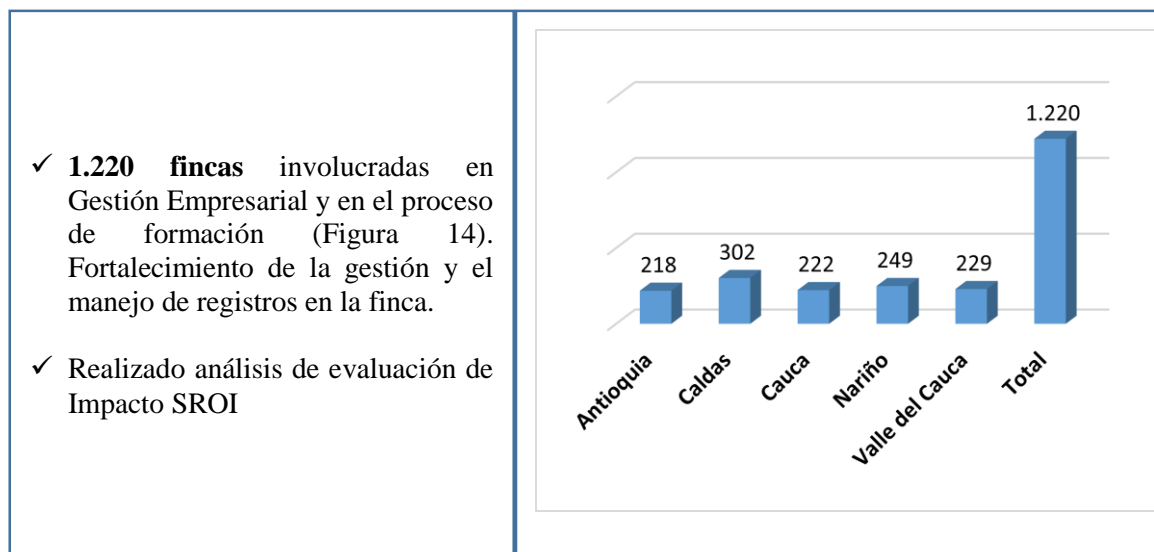 ✓ 1.220 fincas involucradas en
Gestión Empresarial y en el proceso
de formación (Figura 14).
Fortalecimiento de la gestión y el
manejo de registros en la finca.
✓ Realizado análisis de evaluación de
Impacto SROI
218
302
222
249
229
1.220
Antioquia
Caldas
Cauca
Nariño
Valle del Cauca
Total